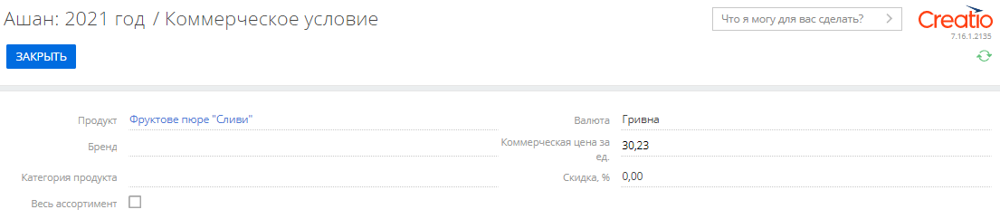 Ашан: 2021 год / Коммерческое условие
Что я могу для вас сделать?
Creatio
7.16.1.2135
ЗАКРЫТЬ
Продукт Фруктове пюре "Сливи"
Валюта Гривна
Бренд
Коммерческая цена за
ед. 30,23
Категория продукта
Скидка, % 0,00
Весь ассортимент